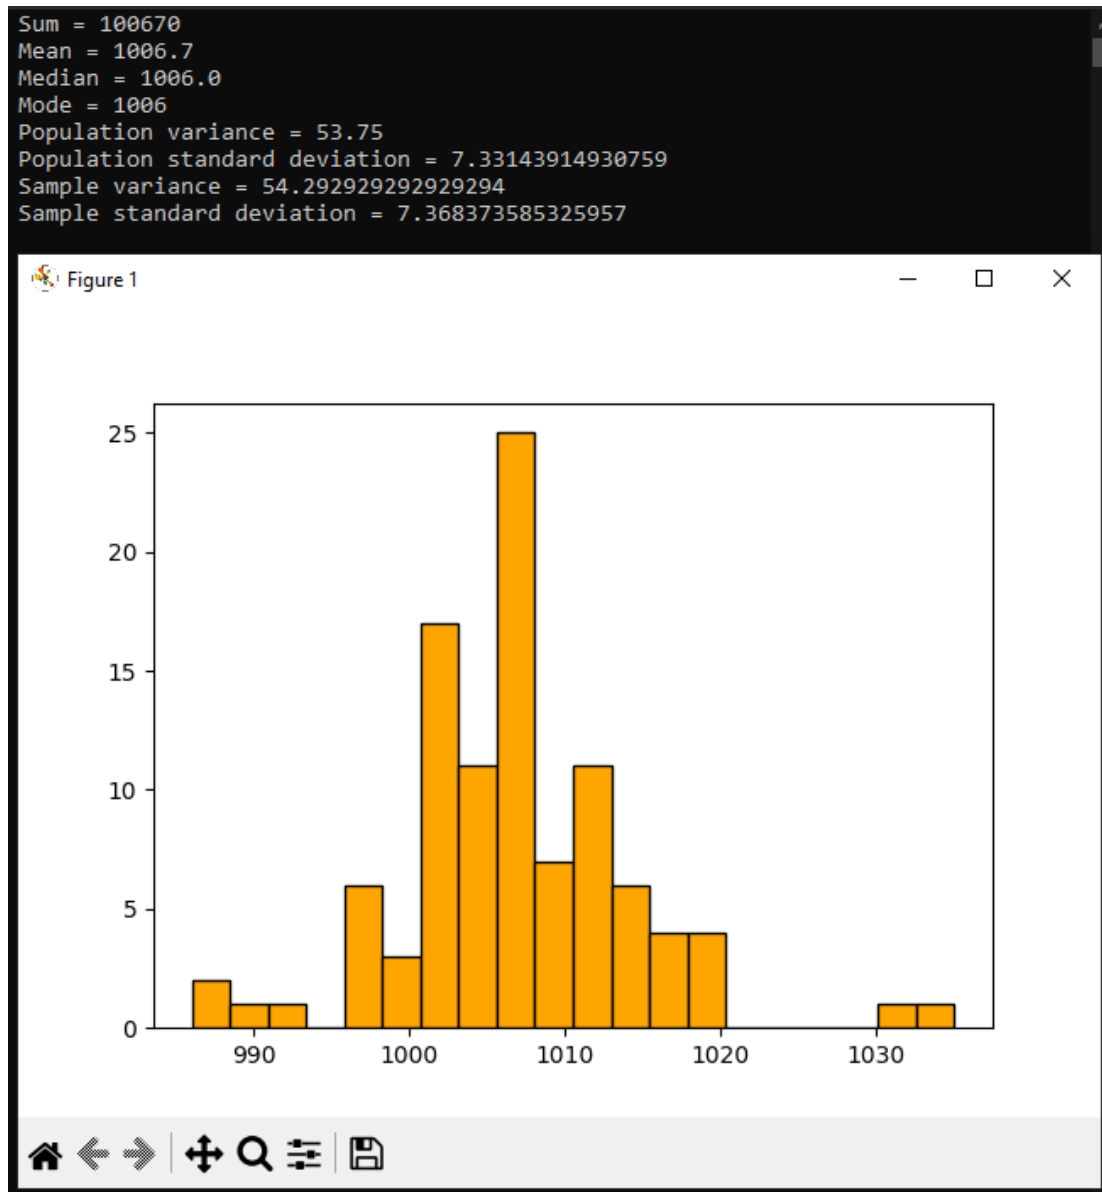 Sum = 100670
Mean = 1006.7
Median = 1006.0
Mode = 1006
Population variance = 53.75
Population standard deviation = 7.33143914930759
Sample variance = 54.292929292929294
Sample standard deviation = 7.368373585325957
Figure 1
25
20
15
10
5
0
990 1000 1010 1020 1030